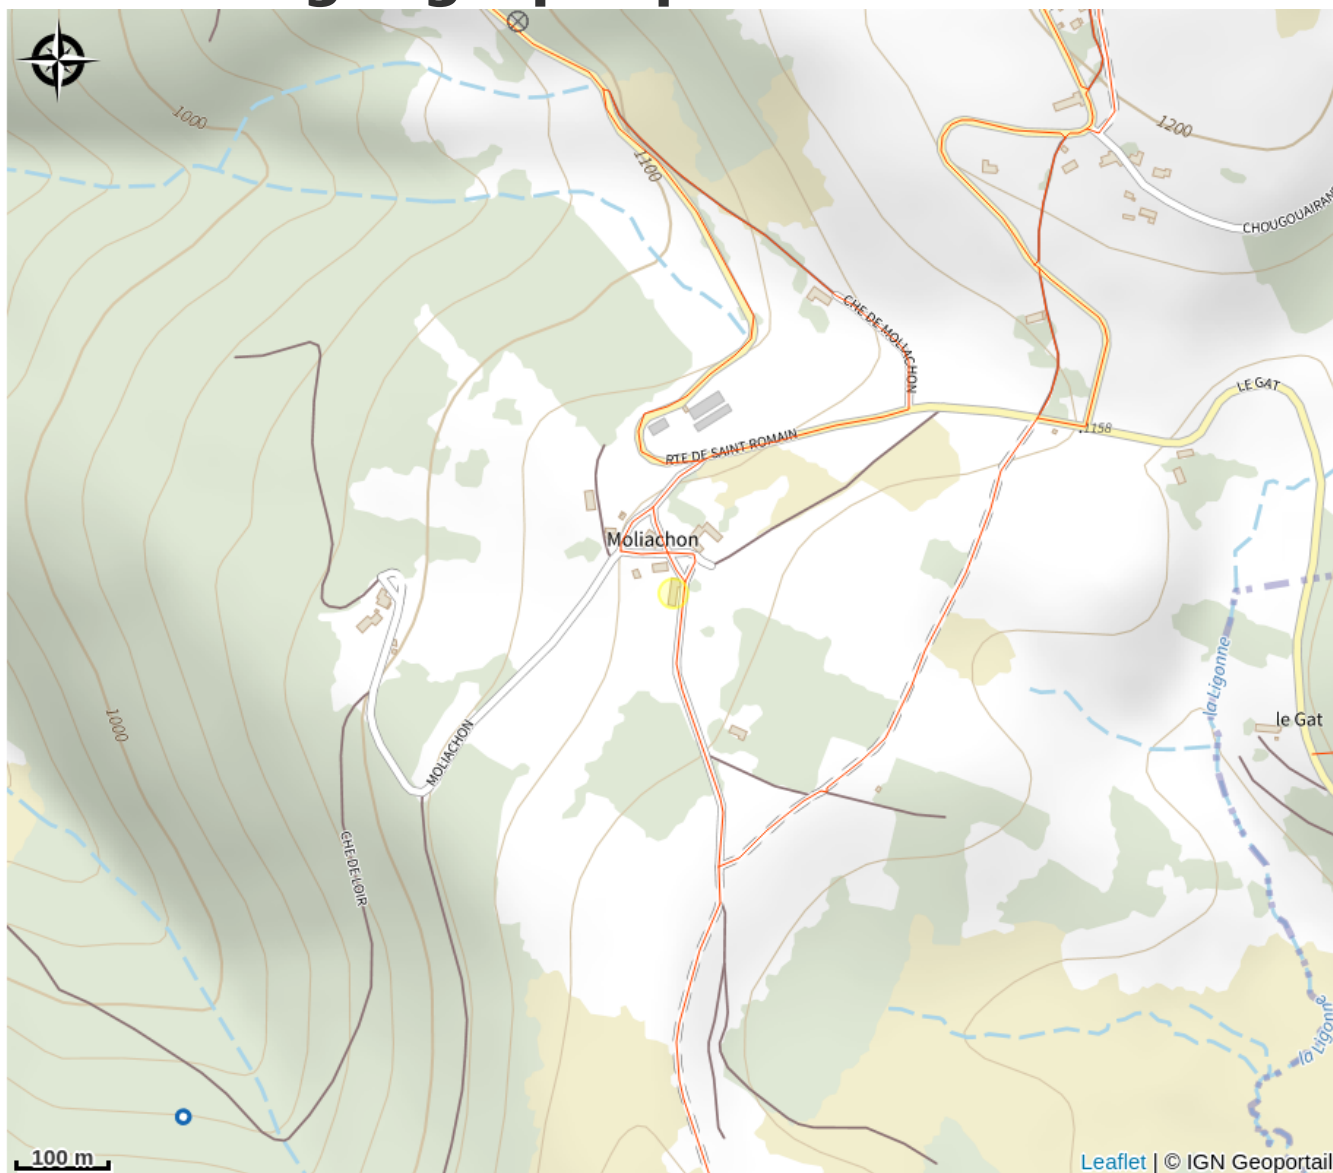 1000
1100
1200
CHOUGOUAIRAN
CHE DE MOLIACHON
LE GAT
1158
RTE DE SAINT ROMAIN
Moliachon
la Ligonne
le Gat
1000
MOLIACHON
CHE DE LOIR
la Ligonne
100 m
Leaflet | © IGN Geoportail